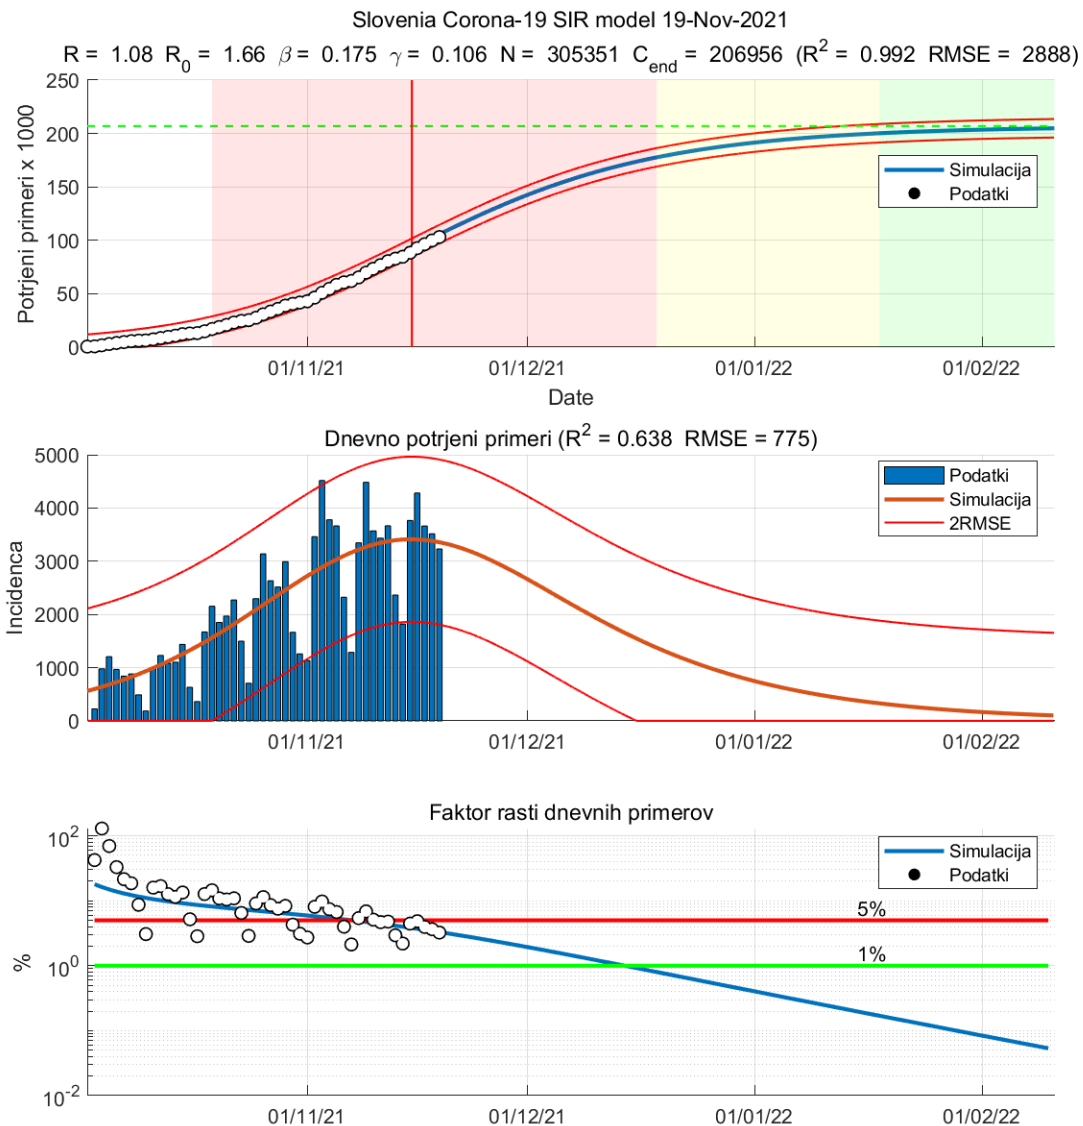 Slovenia Corona-19 SIR model 19-Nov-2021
R = 1.08 R0 = 1.66 β = 0.175 γ = 0.106 N = 305351 Cend = 206956 (R2 = 0.992 RMSE = 2888)
Potrjeni primeri x 1000
250
200
150
100
50
0
Simulacija
Podatki
01/11/21 01/12/21 01/01/22 01/02/22
Date
Dnevno potrjeni primeri (R2 = 0.638 RMSE = 775)
Incidenca
5000
4000
3000
2000
1000
0
Podatki
Simulacija
2RMSE
01/11/21 01/12/21 01/01/22 01/02/22
Faktor rasti dnevnih primerov
%
102
100
10-2
Simulacija
Podatki
5%
1%
01/11/21 01/12/21 01/01/22 01/02/22